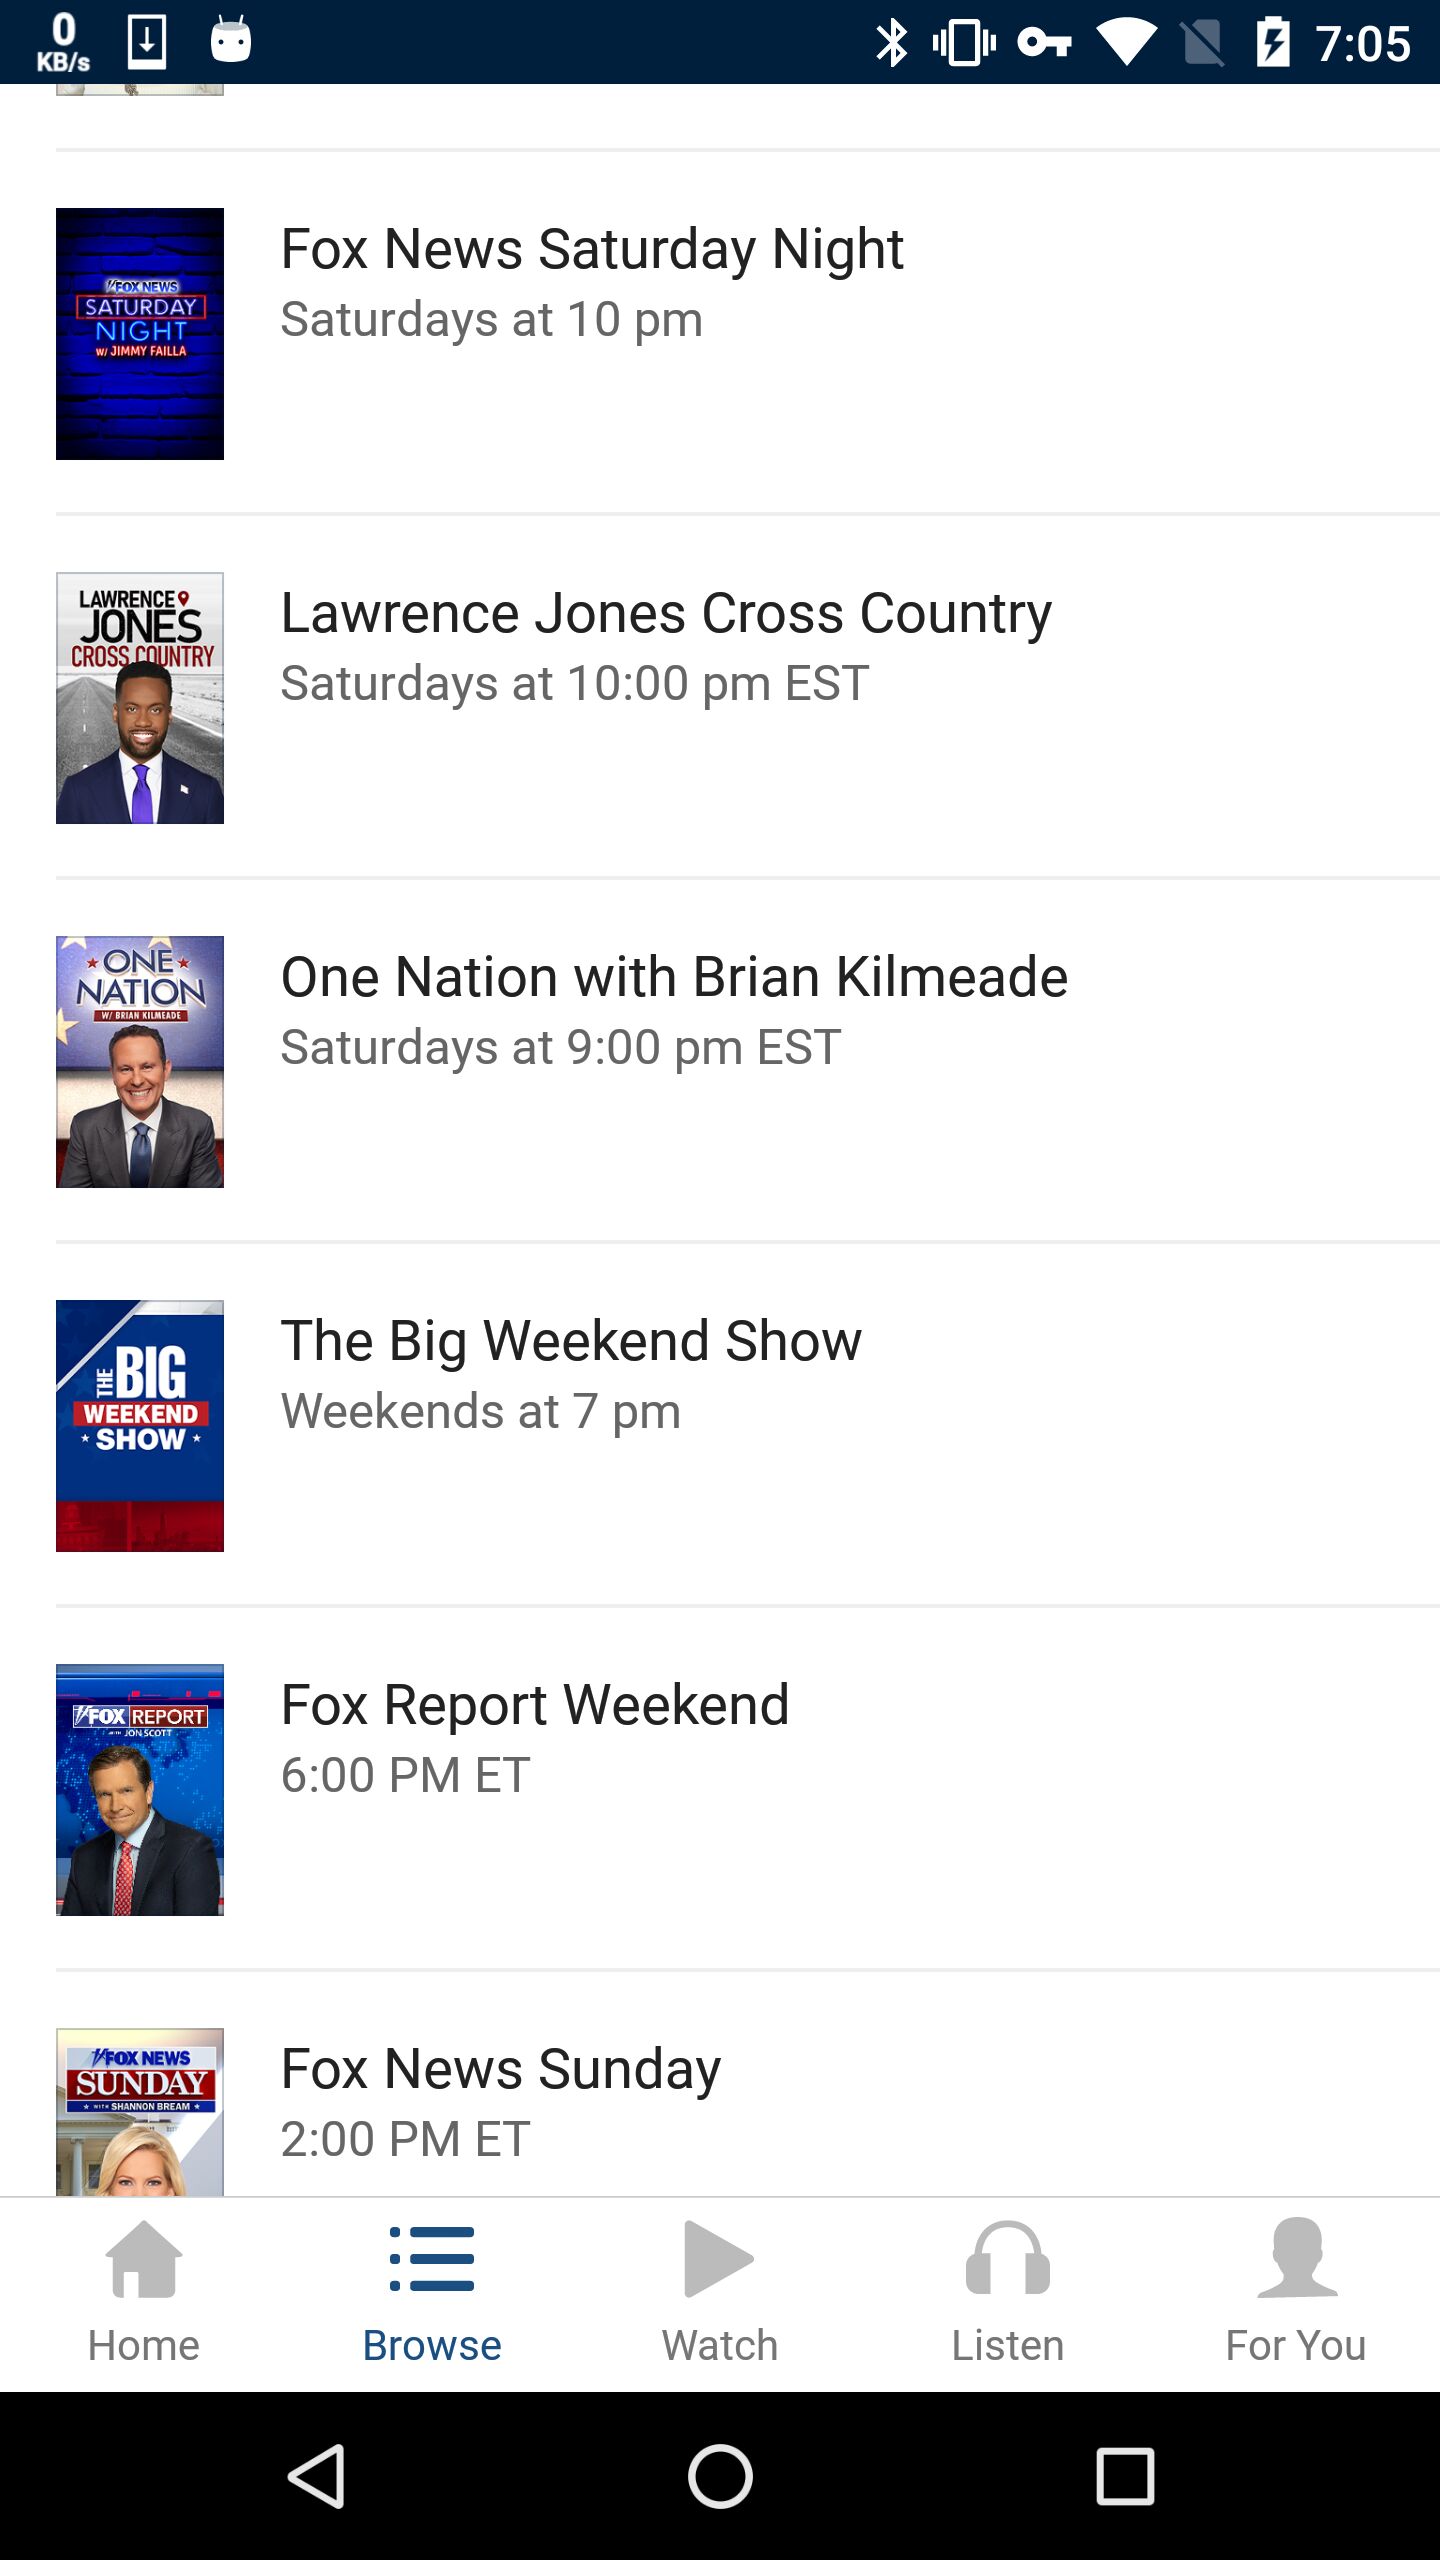 0
KB/s
7:05
FOX NEWS
SATURDAY
NIGHT
W/ JIMMY FAILLA
Fox News Saturday Night
Saturdays at 10 pm
LAWRENCE
JONES
CROSS COUNTRY
Lawrence Jones Cross Country
Saturdays at 10:00 pm EST
ONE
NATION
W/ BRIAN KILMEADE
One Nation with Brian Kilmeade
Saturdays at 9:00 pm EST
THE BIG
WEEKEND
SHOW
The Big Weekend Show
Weekends at 7 pm
FOX REPORT
WITH JON SCOTT
Fox Report Weekend
6:00 PM ET
FOX NEWS
SUNDAY
WITH SHANNON BREAM
Fox News Sunday
2:00 PM ET
Home
Browse
Watch
Listen
For You